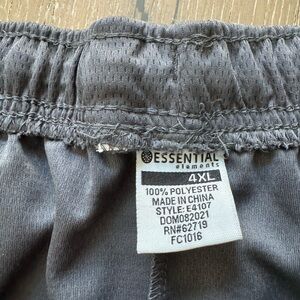 ESSENTIAL
elements
4XL
100% POLYESTER
MADE IN CHINA
STYLE: E4107
DOM082021
RN#62719
FC1016